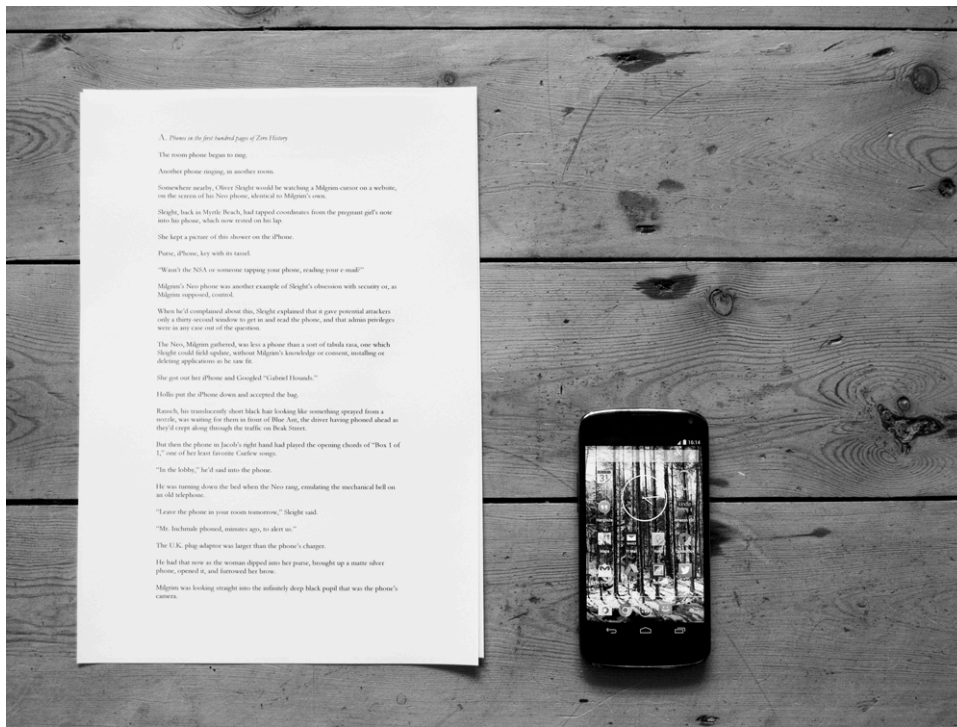 A. Phones in the first hundred pages of Zero History
The room phone began to ring.
Another phone ringing, in another room.
Somewhere nearby, Oliver Sleight would be watching a Milgrim-cursor on a website,
on the screen of his Neo phone, identical to Milgrim's own.
Sleight, back in Myrtle Beach, had tapped coordinates from the pregnant girl's note
into his phone, which now rested on his lap.
She kept a picture of this shower on the iPhone.
Purse, iPhone, key with its tassel.
"Wasn't the NSA or someone tapping your phone, reading your e-mail?"
Milgrim's Neo phone was another example of Sleight's obsession with security or, as
Milgrim supposed, control.
When he'd complained about this, Sleight explained that it gave potential attackers
only a thirty-second window to get in and read the phone, and that admin privileges
were in any case out of the question.
The Neo, Milgrim gathered, was less a phone than a sort of tabula rasa, one which
Sleight could field update, without Milgrim's knowledge or consent, installing or
deleting applications as he saw fit.
She got out her iPhone and Googled "Gabriel Hounds."
Hollis put the iPhone down and accepted the bag.
Rausch, his translucently short black hair looking like something sprayed from a
nozzle, was waiting for them in front of Blue Ant, the driver having phoned ahead as
they'd crept along through the traffic on Beak Street.
But then the phone in Jacob's right hand had played the opening chords of "Box 1 of
1," one of her least favorite Curfew songs.
"In the lobby," he'd said into the phone.
He was turning down the bed when the Neo rang, emulating the mechanical bell on
an old telephone.
"Leave the phone in your room tomorrow," Sleight said.
"Mr. Inchmale phoned, minutes ago, to alert us."
The U.K. plug-adaptor was larger than the phone's charger.
He had that now as the woman dipped into her purse, brought up a matte silver
phone, opened it, and furrowed her brow.
Milgrim was looking straight into the infinitely deep black pupil that was the phone's
camera.
16:14
31